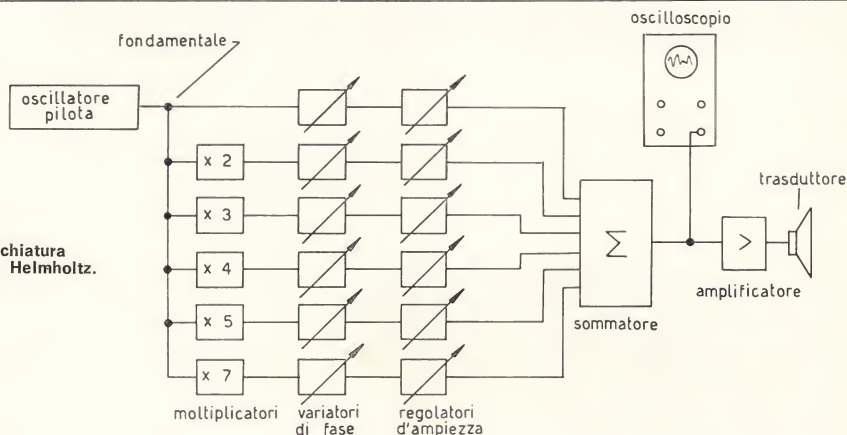 oscilloscopio
fondamentale
oscillatore
pilota
trasduttore
x 2
x 3
chiatura
Helmholtz.
x 4
x 5
x 7
Σ
>
amplificatore
sommatore
moltiplicatori
variatori
di fase
regolatori
d'ampiezza